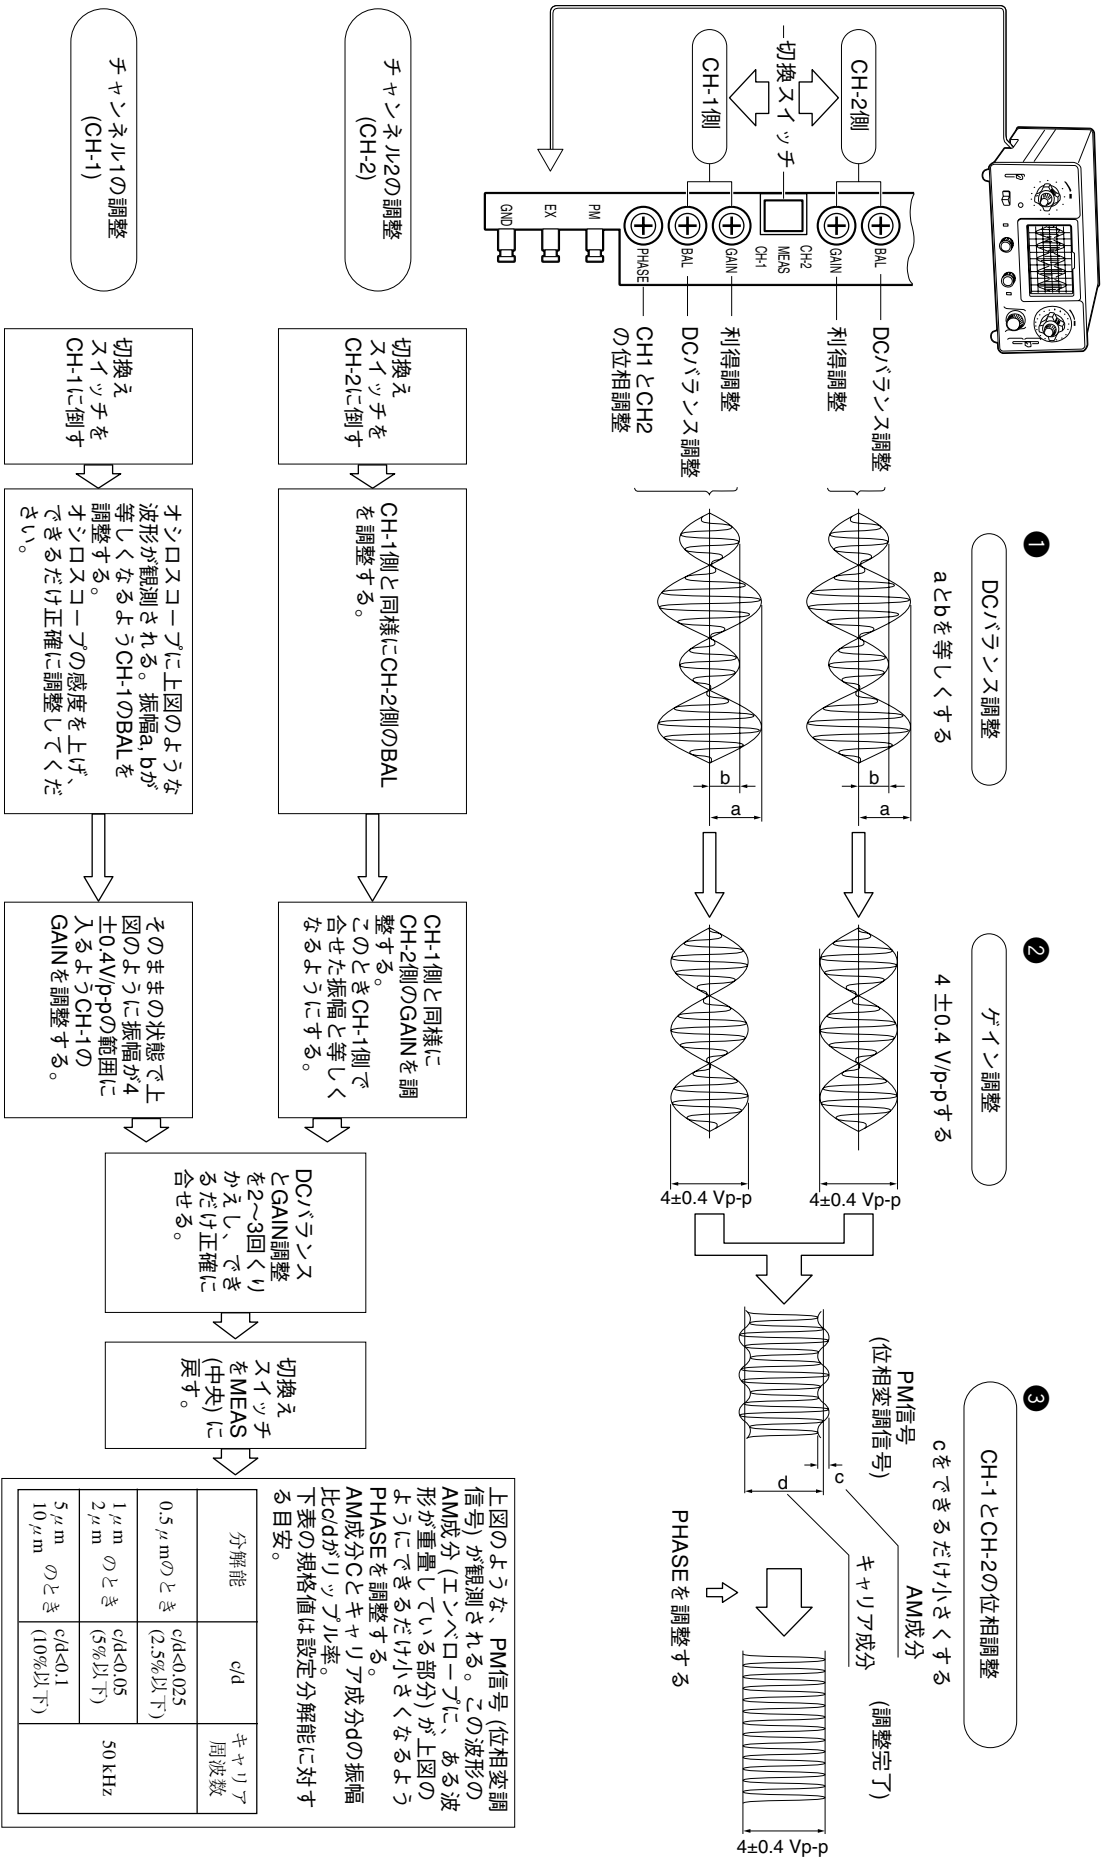 ❶
DCバランス調整
aとbを等しくする
❷
ゲイン調整
4 ±0.4 V/p-pする
❸
CH-1とCH-2の位相調整
cをできるだけ小さくする
CH-2側
切換スイッチ
CH-1側
BAL
GAIN
CH-2
MEAS
CH-1
GAIN
BAL
PHASE
PM
EX
GND
DCバランス調整
利得調整
利得調整
DCバランス調整
CH1とCH2
の位相調整
b
a
b
a
4±0.4 Vp-p
4±0.4 Vp-p
PM信号
(位相変調信号)
c
d
AM成分
キャリア成分
PHASEを調整する
(調整完了)
4±0.4 Vp-p
チャンネル2の調整
(CH-2)
切換え
スイッチを
CH-2に倒す
CH-1側と同様にCH-2側のBAL
を調整する。
CH-1側と同様に
CH-2側のGAINを調
整する。
このときCH-1側で
合せた振幅と等しく
なるようにする。
チャンネル1の調整
(CH-1)
切換え
スイッチを
CH-1に倒す
オシロスコープに上図のような
波形が観測される。振幅a, bが
等しくなるようCH-1のBALを
調整する。
オシロスコープの感度を上げ、
できるだけ正確に調整してくだ
さい。
そのままの状態で上
図のように振幅が4
±0.4V/p-pの範囲に
入るようCH-1の
GAINを調整する。
DCバランス
とGAIN調整
を2〜3回くり
かえし、でき
るだけ正確に
合せる。
切換え
スイッチ
をMEAS
(中央)に
戻す。
上図のような、PM信号 (位相変調
信号) が観測される。この波形の
AM成分 (エンベロープに、ある波
形が重畳している部分) が上図の
ようにできるだけ小さくなるよう
PHASEを調整する。
AM成分Cとキャリア成分dの振幅
比c/dがリップル率。
下表の規格値は設定分解能に対す
る目安。
分解能 c/d キャリア
周波数
0.5μmのとき c/d<0.025
(2.5%以下)
1μm
2μm のとき c/d<0.05
(5%以下)
5μm
10μm のとき c/d<0.1
(10%以下)
50 kHz